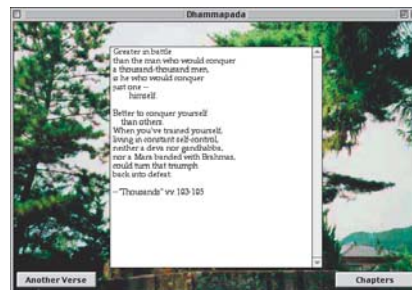 Dhammapada
Greater in battle
than the man who would conquer
a thousand-thousand men,
is he who would conquer
just one --
himself.
Better to conquer yourself
than others.
When you've trained yourself,
living in constant self-control,
neither a deva nor gandhabba,
nor a Mara banded with Brahmas,
could turn that triumph
back into defeat.
-- "Thousands" vv 103-105
Another Verse
Chapters